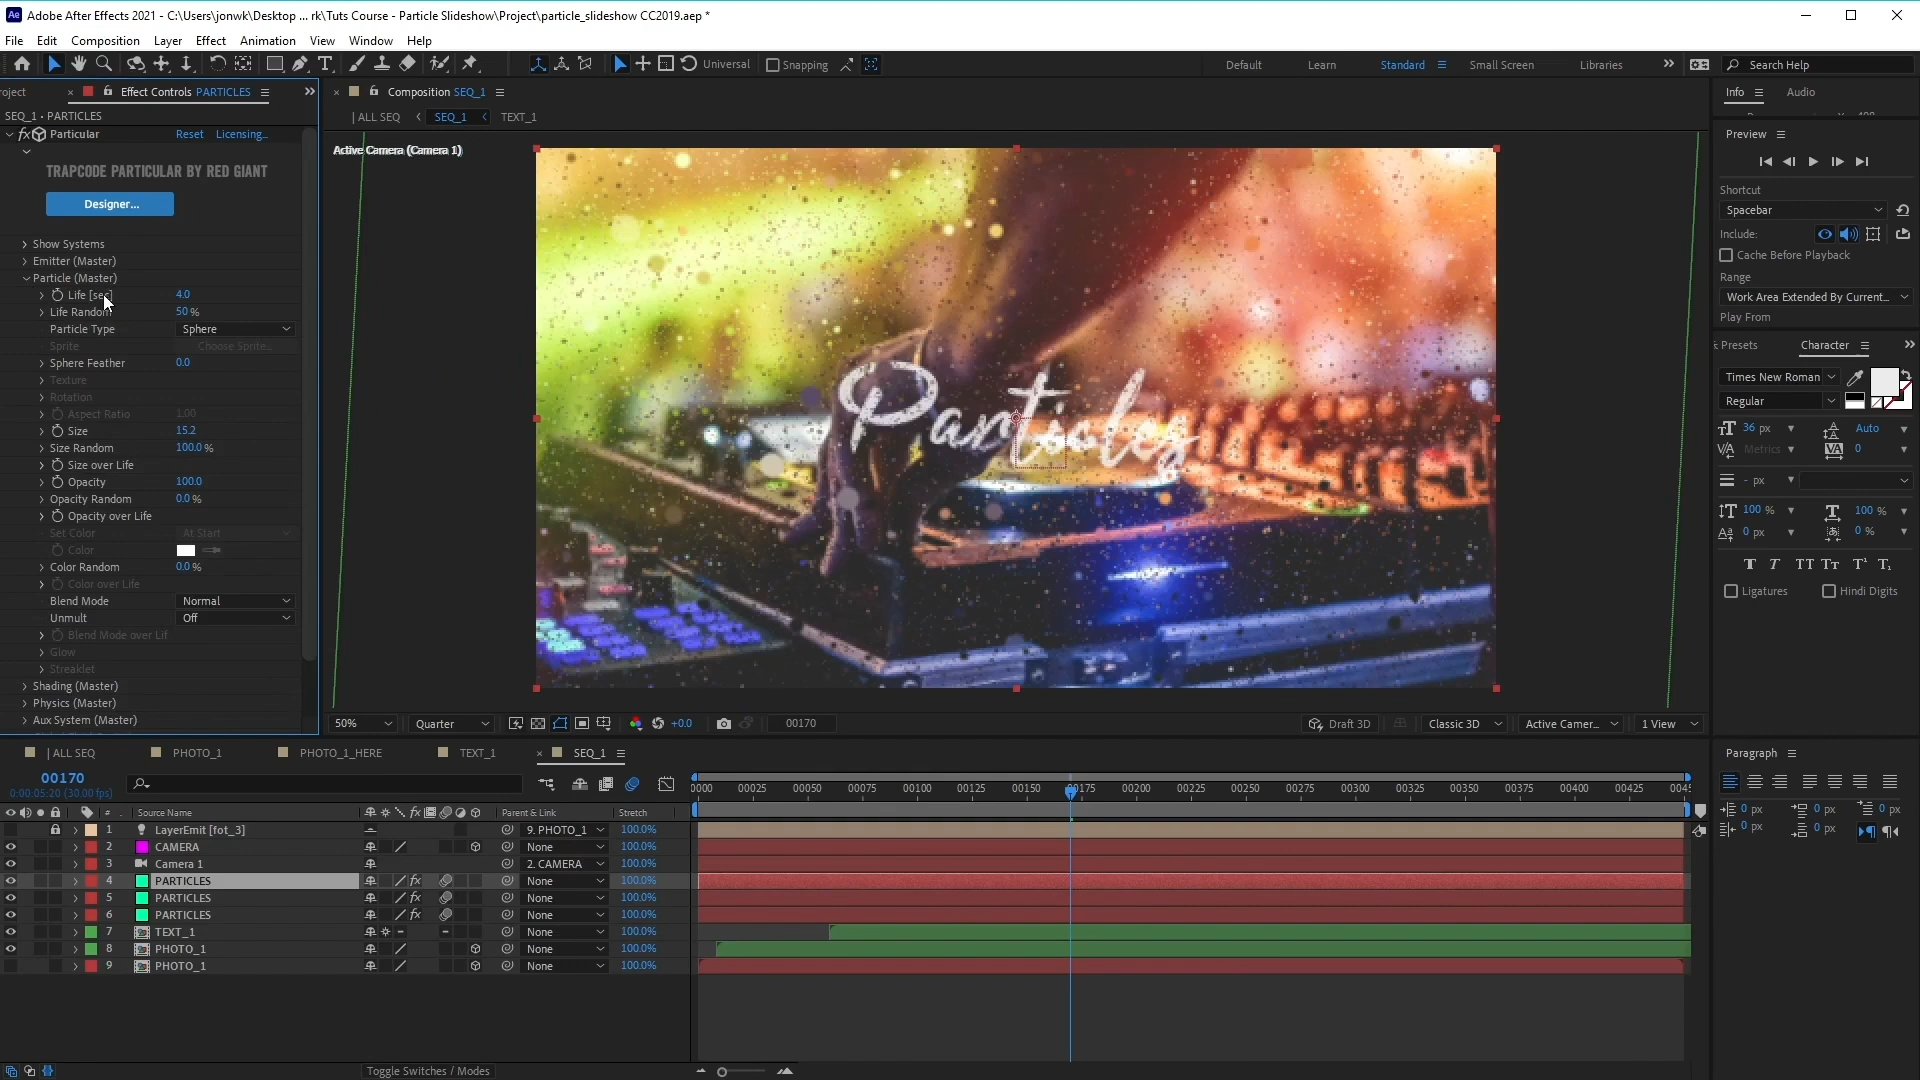 Adobe After Effects 2021 - C:\Users\jonwk\Desktop ... rk\Tuts Course - Particle Slideshow\Project\particle_slideshow CC2019.aep *
File Edit Composition Layer Effect Animation View Window Help
Universal Snapping Default Learn Standard Small Screen Libraries Search Help
roject Effect Controls PARTICLES
SEQ_1 • PARTICLES
Particular Reset Licensing...
TRAPCODE PARTICULAR BY RED GIANT
Designer...
Show Systems
Emitter (Master)
Particle (Master)
Life [sec] 4.0
Life Random 50 %
Particle Type Sphere
Sprite Choose Sprite...
Sphere Feather 0.0
Texture
Rotation
Aspect Ratio 1.00
Size 15.2
Size Random 100.0 %
Size over Life
Opacity 100.0
Opacity Random 0.0 %
Opacity over Life
Set Color At Start
Color
Color Random 0.0 %
Color over Life
Blend Mode Normal
Unmult Off
Blend Mode over Lif
Glow
Streaklet
Shading (Master)
Physics (Master)
Aux System (Master)
Composition SEQ_1
| ALL SEQ SEQ_1 TEXT_1
Active Camera (Camera 1)
Particles
50% Quarter +0.0 00170 Draft 3D Classic 3D Active Camer... 1 View
Info Audio
Preview
Shortcut
Spacebar
Include:
Cache Before Playback
Range
Work Area Extended By Current...
Play From
Presets Character
Times New Roman
Regular
36 px Auto
Metrics 0
- px
100 % 100 %
0 px 0 %
T T TT Tt T¹ T₁
Ligatures Hindi Digits
Paragraph
0 px 0 px 0 px
0 px 0 px
| ALL SEQ PHOTO_1 PHOTO_1_HERE TEXT_1 SEQ_1
00170
0:00:05:20 (30.00 fps)
0000 00025 00050 00075 00100 00125 00150 00175 00200 00225 00250 00275 00300 00325 00350 00375 00400 00425 0045
# . Source Name Parent & Link Stretch
1 LayerEmit [fot_3] 9. PHOTO_1 100.0%
2 CAMERA None 100.0%
3 Camera 1 2. CAMERA 100.0%
4 PARTICLES None 100.0%
5 PARTICLES None 100.0%
6 PARTICLES None 100.0%
7 TEXT_1 None 100.0%
8 PHOTO_1 None 100.0%
9 PHOTO_1 None 100.0%
Toggle Switches / Modes